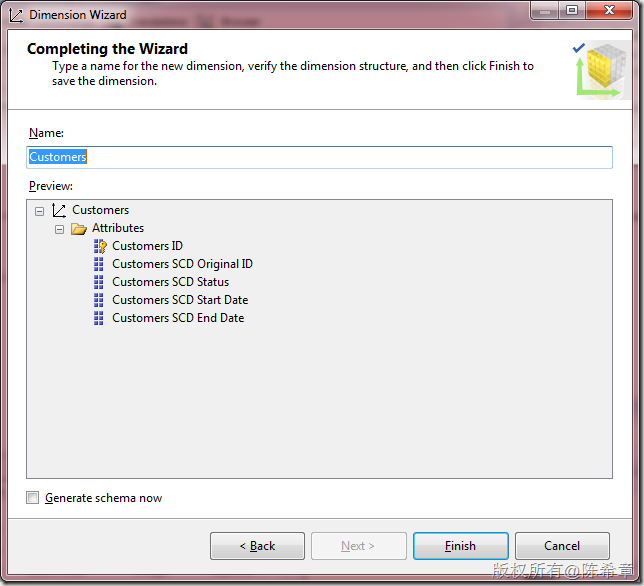 Dimension Wizard
Completing the Wizard
Type a name for the new dimension, verify the dimension structure, and then click Finish to
save the dimension.
Name:
Customers
Preview:
Customers
Attributes
Customers ID
Customers SCD Original ID
Customers SCD Status
Customers SCD Start Date
Customers SCD End Date
Generate schema now
< Back
Next >
Finish
Cancel
版权所有@陈希章